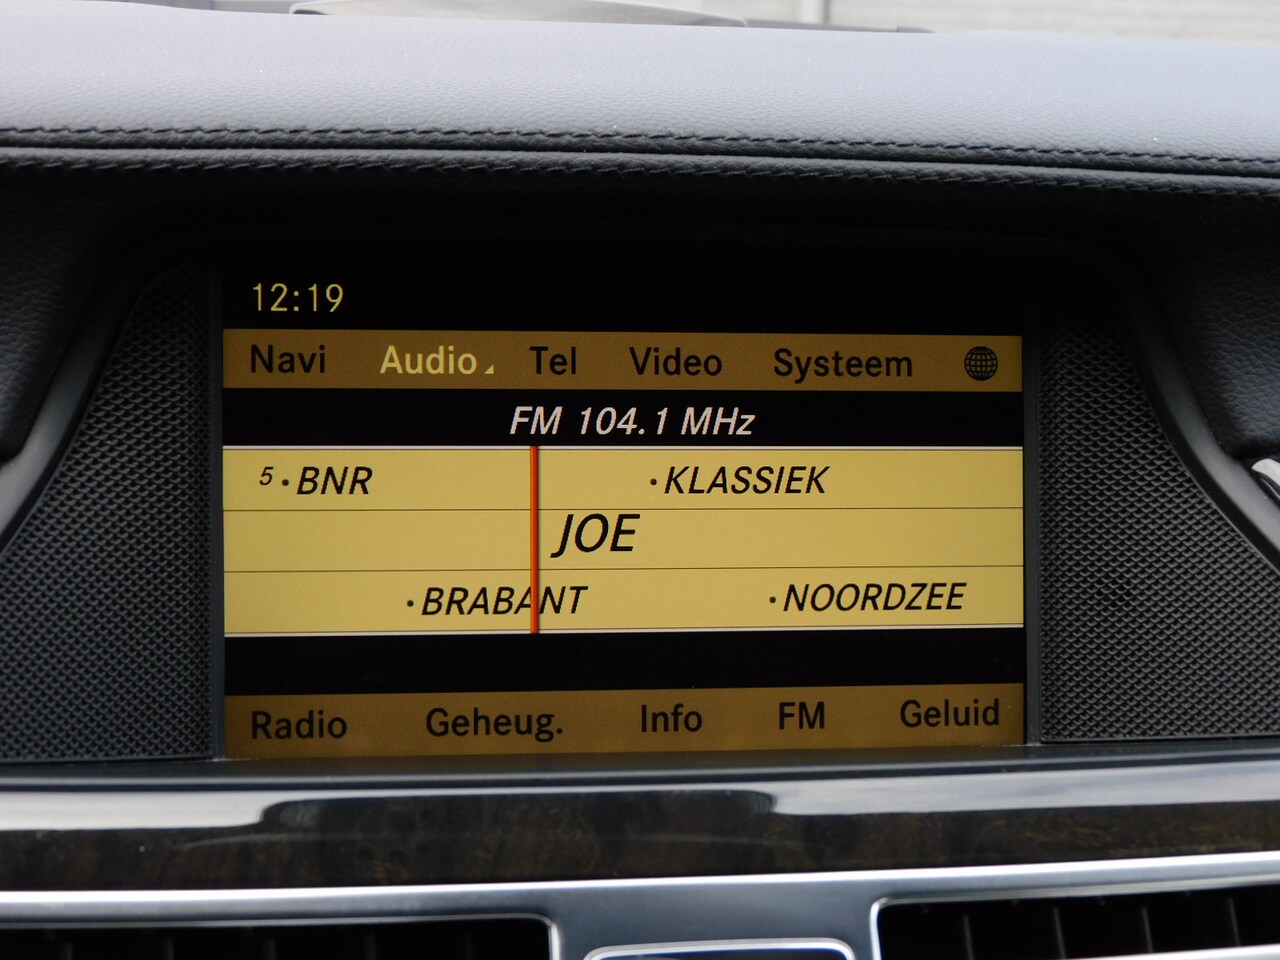 12:19
Navi Audio Tel Video Systeem
FM 104.1 MHz
5 · BNR · KLASSIEK
JOE
· BRABANT · NOORDZEE
Radio Geheug. Info FM Geluid